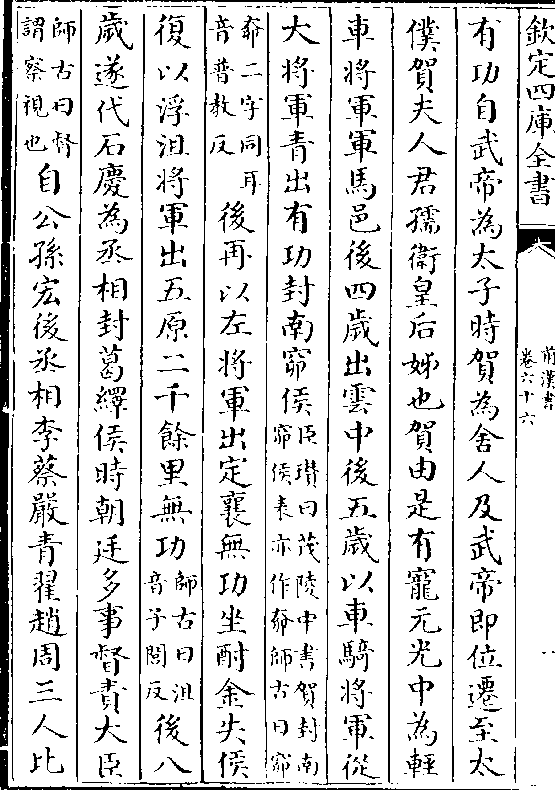 欽定四庫全書
前漢書
卷六十六
一
有功自武帝為太子時賀為舍人及武帝即位遷至太
僕賀夫人君孺衛皇后姊也賀由是有寵元光中為輕
車將軍軍馬邑後四歲出雲中後五歲以車騎將軍從
大將軍青出有功封南窌侯臣瓚曰茂陵中書賀封南
窌侯表亦作奅師古曰窌
奅二字同耳
音普教反
後再以左將軍出定襄無功坐酎金失侯
復以浮沮將軍出五原二千餘里無功師古曰沮
音子閭反
後八
歲遂代石慶為丞相封葛繹侯時朝廷多事督責大臣
師古曰督
謂察視也
自公孫宏後丞相李蔡嚴青翟趙周三人比